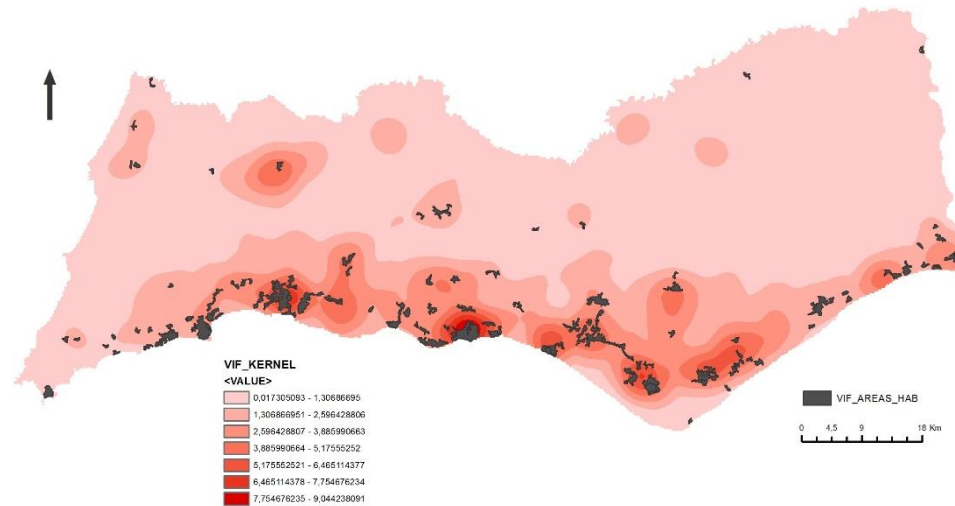 VIF_KERNEL
<VALUE>
0,017305093 - 1,30686695
1,306866951 - 2,596428806
2,596428807 - 3,885990663
3,885990664 - 5,17555252
5,175552521 - 6,465114377
6,465114378 - 7,754676234
7,754676235 - 9,044238091
VIF_AREAS_HAB
0 4,5 9 18 Km